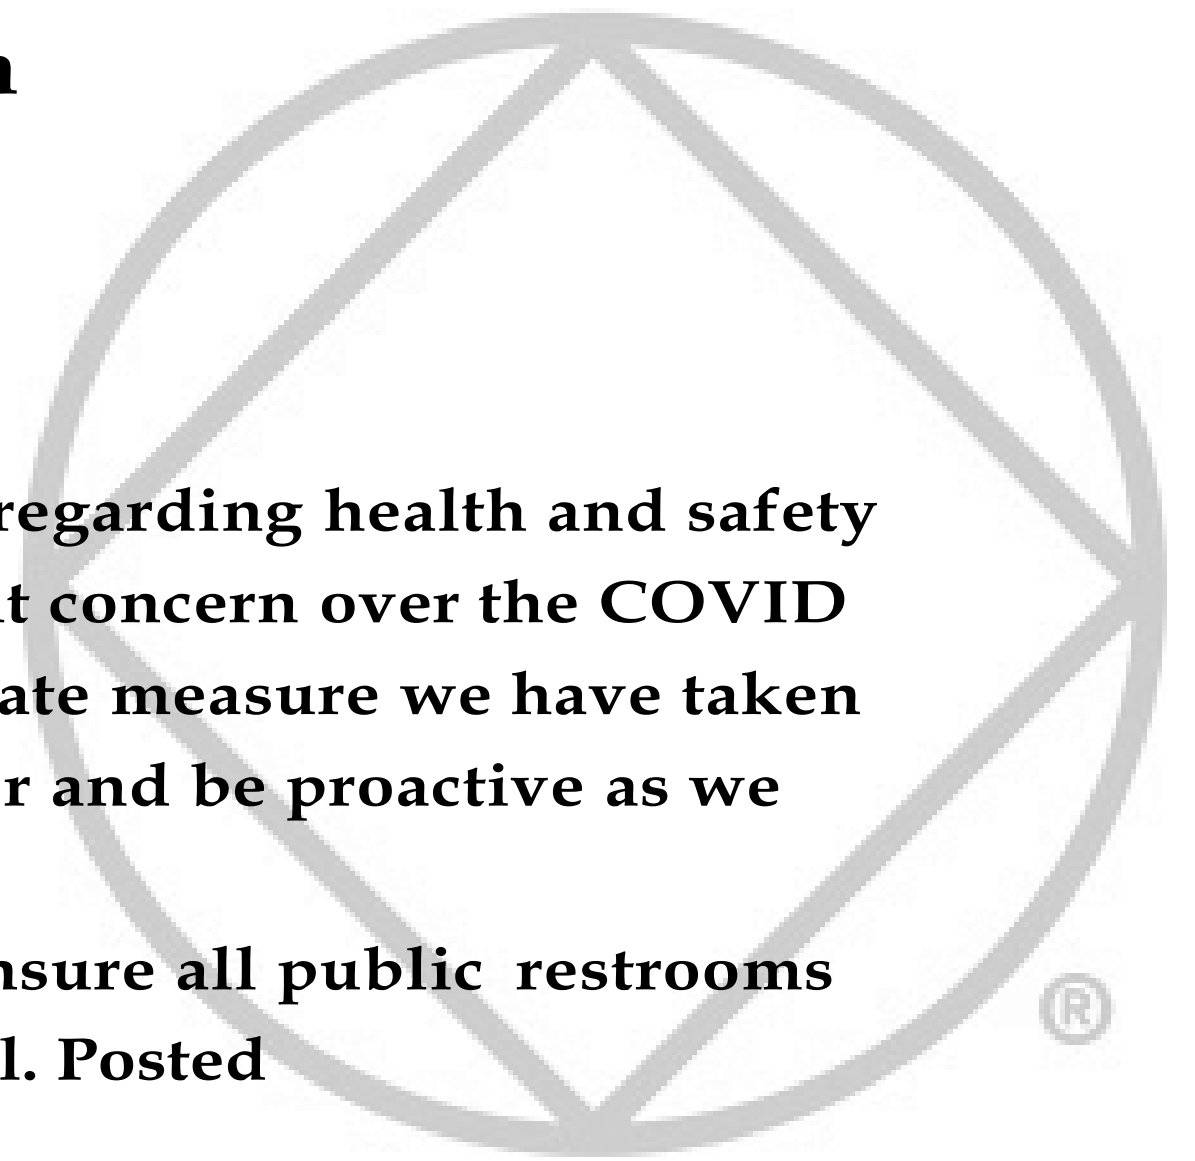 n
regarding health and safety
t concern over the COVID
ate measure we have taken
r and be proactive as we
nsure all public restrooms
l. Posted
®